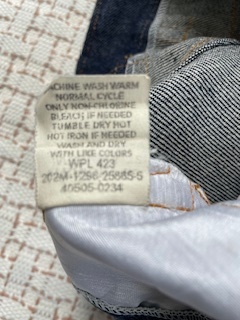 MACHINE WASH WARM
NORMAL CYCLE
ONLY NON-CHLORINE
BLEACH IF NEEDED
TUMBLE DRY HOT
HOT IRON IF NEEDED
WASH AND DRY
WITH LIKE COLORS
WPL 423
40505-0234